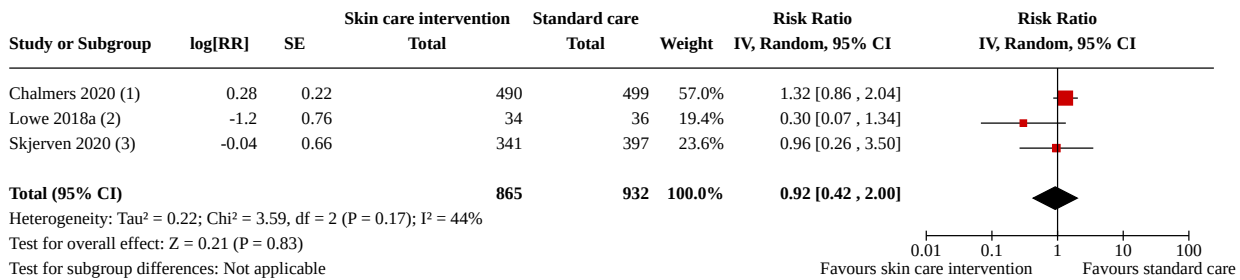 Skin care intervention Standard care Risk Ratio Risk Ratio
Study or Subgroup log[RR] SE Total Total Weight IV, Random, 95% CI IV, Random, 95% CI
Chalmers 2020 (1) 0.28 0.22 490 499 57.0% 1.32 [0.86 , 2.04]
Lowe 2018a (2) -1.2 0.76 34 36 19.4% 0.30 [0.07 , 1.34]
Skjerven 2020 (3) -0.04 0.66 341 397 23.6% 0.96 [0.26 , 3.50]
Total (95% CI) 865 932 100.0% 0.92 [0.42 , 2.00]
Heterogeneity: Tau² = 0.22; Chi² = 3.59, df = 2 (P = 0.17); I² = 44%
Test for overall effect: Z = 0.21 (P = 0.83)
0.01 0.1 1 10 100
Test for subgroup differences: Not applicable
Favours skin care intervention Favours standard care